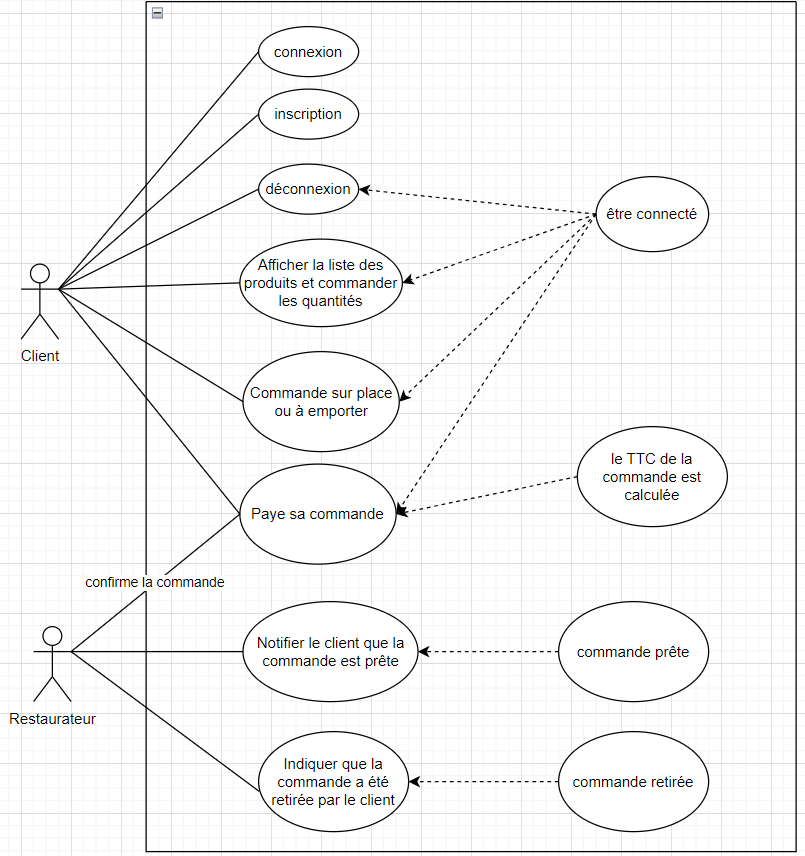 connexion
inscription
déconnexion
être connecté
Afficher la liste des
produits et commander
les quantités
Client
Commande sur place
ou à emporter
le TTC de la
commande est
calculée
Paye sa commande
confirme la commande
Notifier le client que la
commande est prête
commande prête
Restaurateur
Indiquer que la
commande a été
retirée par le client
commande retirée